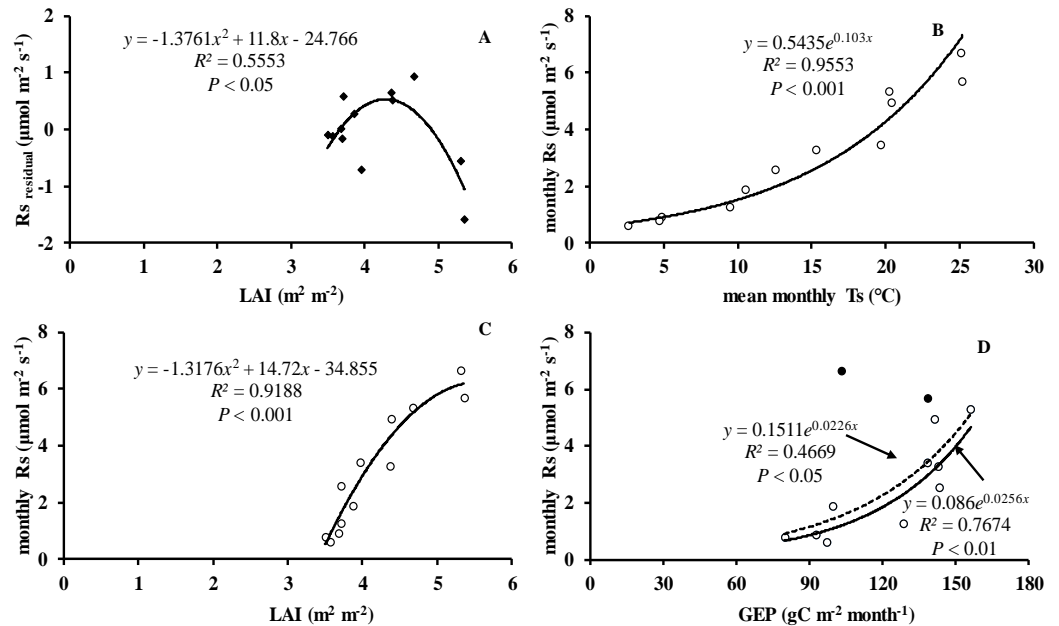 A
y = -1.3761x² + 11.8x - 24.766
R² = 0.5553
P < 0.05
Rs residual (µmol m⁻² s⁻¹)
2
1
0
-1
-2
0 1 2 3 4 5 6
LAI (m² m⁻²)
B
y = 0.5435e^0.103x
R² = 0.9553
P < 0.001
monthly Rs (µmol m⁻² s⁻¹)
8
6
4
2
0
0 5 10 15 20 25 30
mean monthly Ts (°C)
C
y = -1.3176x² + 14.72x - 34.855
R² = 0.9188
P < 0.001
monthly Rs (µmol m⁻² s⁻¹)
8
6
4
2
0
0 1 2 3 4 5 6
LAI (m² m⁻²)
D
y = 0.1511e^0.0226x
R² = 0.4669
P < 0.05
y = 0.086e^0.0256x
R² = 0.7674
P < 0.01
monthly Rs (µmol m⁻² s⁻¹)
8
6
4
2
0
0 30 60 90 120 150 180
GEP (gC m⁻² month⁻¹)